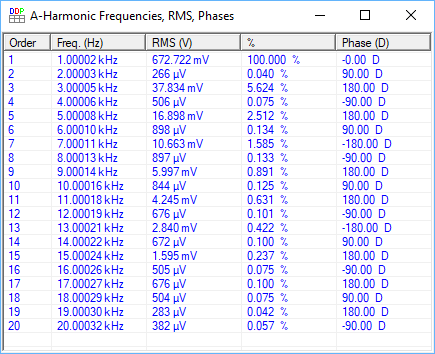 DDP A-Harmonic Frequencies, RMS, Phases
Order Freq. (Hz) RMS (V) % Phase (D)
1 1.00002 kHz 672.722 mV 100.000 % -0.00 D
2 2.00003 kHz 266 µV 0.040 % 90.00 D
3 3.00005 kHz 37.834 mV 5.624 % 180.00 D
4 4.00006 kHz 506 µV 0.075 % -90.00 D
5 5.00008 kHz 16.898 mV 2.512 % 180.00 D
6 6.00010 kHz 898 µV 0.134 % 90.00 D
7 7.00011 kHz 10.663 mV 1.585 % -180.00 D
8 8.00013 kHz 897 µV 0.133 % -90.00 D
9 9.00014 kHz 5.997 mV 0.891 % 180.00 D
10 10.00016 kHz 844 µV 0.125 % 90.00 D
11 11.00018 kHz 4.245 mV 0.631 % 180.00 D
12 12.00019 kHz 676 µV 0.101 % -90.00 D
13 13.00021 kHz 2.840 mV 0.422 % -180.00 D
14 14.00022 kHz 672 µV 0.100 % 90.00 D
15 15.00024 kHz 1.595 mV 0.237 % 180.00 D
16 16.00026 kHz 505 µV 0.075 % -90.00 D
17 17.00027 kHz 676 µV 0.100 % 180.00 D
18 18.00029 kHz 504 µV 0.075 % 90.00 D
19 19.00030 kHz 283 µV 0.042 % 180.00 D
20 20.00032 kHz 382 µV 0.057 % -90.00 D